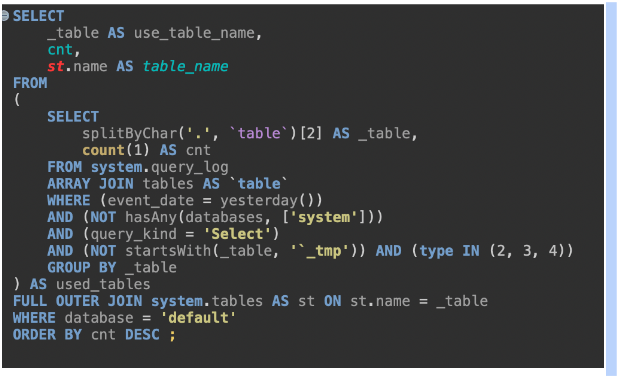 SELECT
_table AS use_table_name,
cnt,
st.name AS table_name
FROM
(
SELECT
splitByChar('.', `table`)[2] AS _table,
count(1) AS cnt
FROM system.query_log
ARRAY JOIN tables AS `table`
WHERE (event_date = yesterday())
AND (NOT hasAny(databases, ['system']))
AND (query_kind = 'Select')
AND (NOT startsWith(_table, '`_tmp')) AND (type IN (2, 3, 4))
GROUP BY _table
) AS used_tables
FULL OUTER JOIN system.tables AS st ON st.name = _table
WHERE database = 'default'
ORDER BY cnt DESC ;